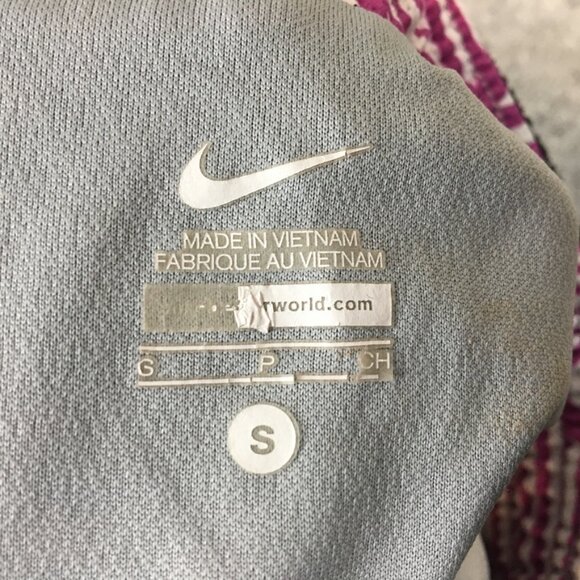 MADE IN VIETNAM
FABRIQUE AU VIETNAM
rworld.com
G P CH
S